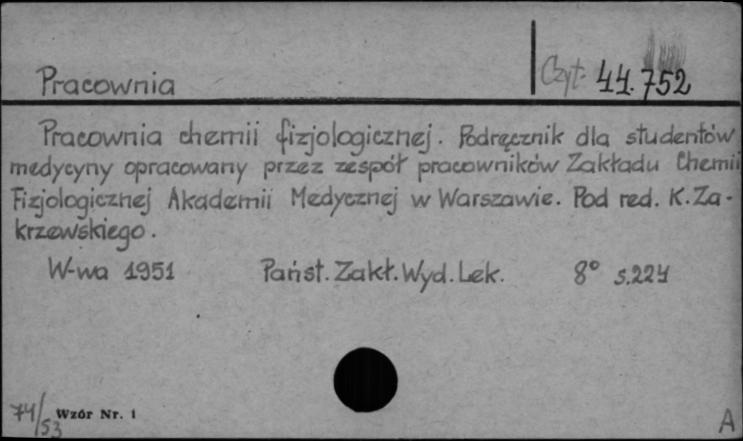 Pracownia
Czyt. 44.752
Pracownia chemii fizjologicznej. Podręcznik dla studentów
medycyny opracowany przez zespół pracowników Zakładu Chemii
Fizjologicznej Akademii Medycznej w Warszawie. Pod red. K. Za-
krzewskiego.
W-wa 1951 Państ. Zakł. Wyd. Lek. 8° s. 224
74/53 Wzór Nr. 1
A